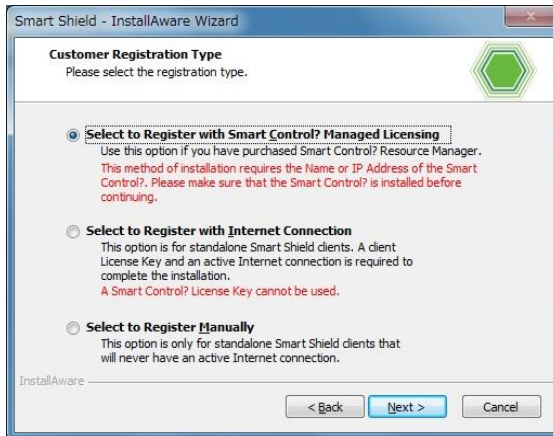 Smart Shield - InstallAware Wizard
Customer Registration Type
Please select the registration type.
Select to Register with Smart Control? Managed Licensing
Use this option if you have purchased Smart Control? Resource Manager.
This method of installation requires the Name or IP Address of the Smart
Control?. Please make sure that the Smart Control? is installed before
continuing.
Select to Register with Internet Connection
This option is for standalone Smart Shield clients. A client
License Key and an active Internet connection is required to
complete the installation.
A Smart Control? License Key cannot be used.
Select to Register Manually
This option is only for standalone Smart Shield clients that
will never have an active Internet connection.
InstallAware
< Back Next > Cancel